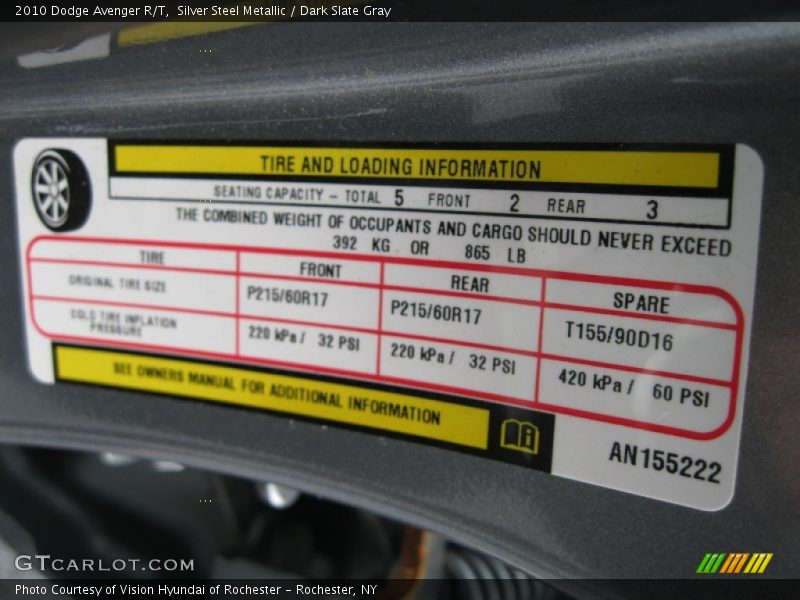 2010 Dodge Avenger R/T,  Silver Steel Metallic / Dark Slate Gray
TIRE AND LOADING INFORMATION
SEATING CAPACITY – TOTAL 5 FRONT 2 REAR 3
THE COMBINED WEIGHT OF OCCUPANTS AND CARGO SHOULD NEVER EXCEED
392 KG OR 865 LB
TIRE FRONT REAR SPARE
ORIGINAL TIRE SIZE P215/60R17 P215/60R17 T155/90D16
COLD TIRE INFLATION PRESSURE 220 kPa / 32 PSI 220 kPa / 32 PSI 420 kPa / 60 PSI
SEE OWNERS MANUAL FOR ADDITIONAL INFORMATION
AN155222
GTCARLOT.COM
Photo Courtesy of Vision Hyundai of Rochester – Rochester, NY